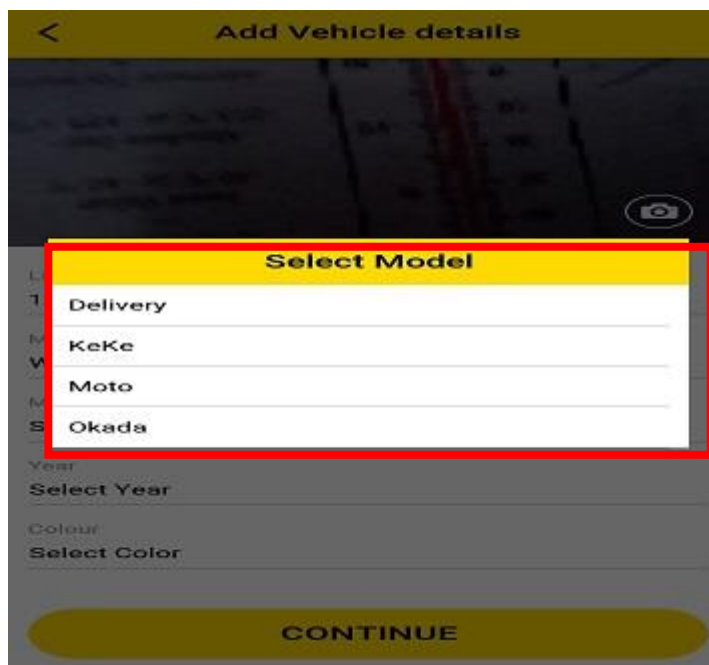 Add Vehicle details
Select Model
Delivery
KeKe
Moto
Okada
Year
Select Year
Colour
Select Color
CONTINUE